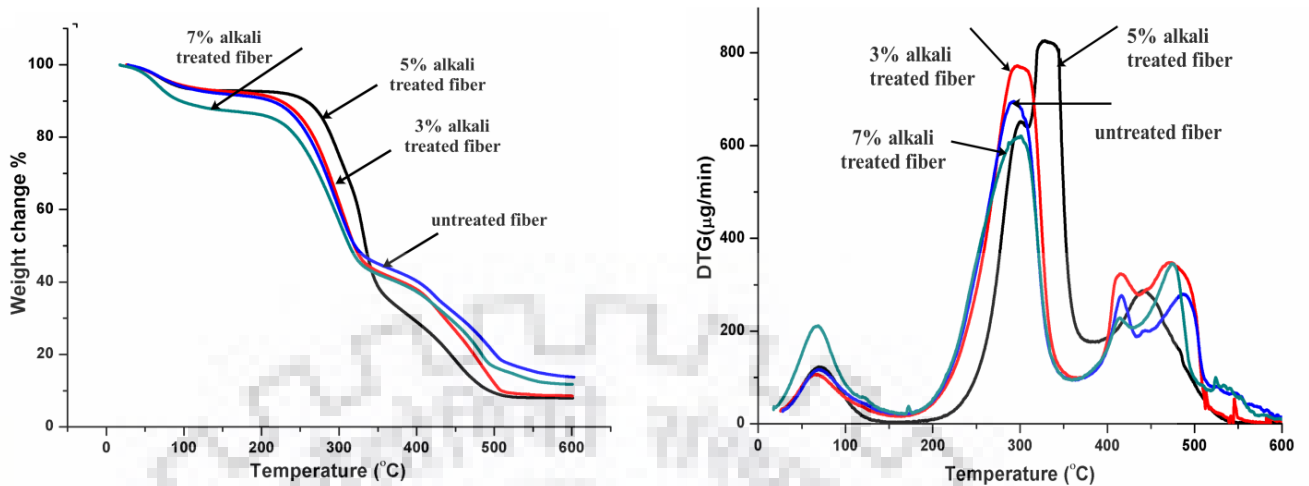 7% alkali
treated fiber
5% alkali
treated fiber
3% alkali
treated fiber
untreated fiber
100
80
60
40
20
0
Weight change %
0 100 200 300 400 500 600
Temperature (°C)
3% alkali
treated fiber
5% alkali
treated fiber
untreated fiber
7% alkali
treated fiber
800
600
400
200
0
DTG(μg/min)
0 100 200 300 400 500 600
Temperature (°C)